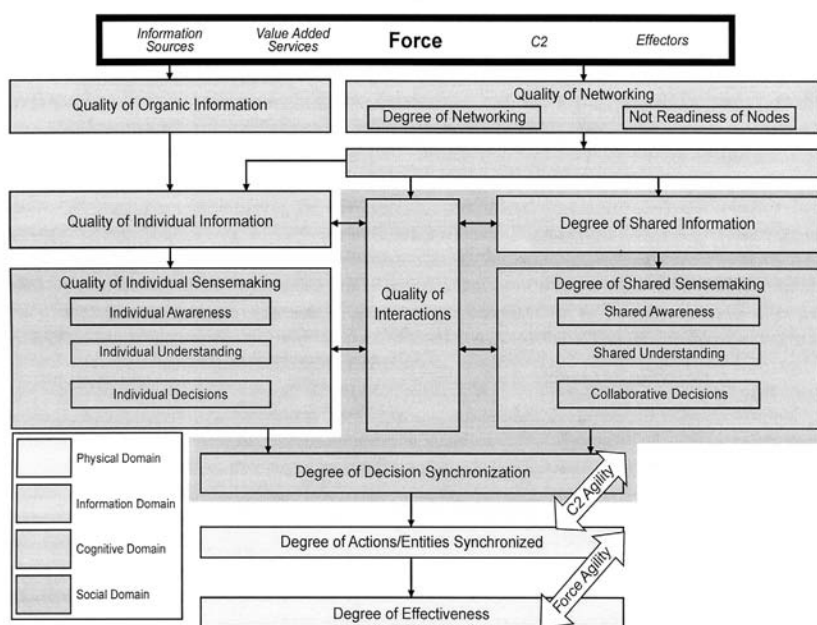 Information Sources
Value Added Services
Force
C2
Effectors
Quality of Organic Information
Quality of Networking
Degree of Networking
Not Readiness of Nodes
Quality of Individual Information
Degree of Shared Information
Quality of Individual Sensemaking
Individual Awareness
Individual Understanding
Individual Decisions
Quality of
Interactions
Degree of Shared Sensemaking
Shared Awareness
Shared Understanding
Collaborative Decisions
Physical Domain
Information Domain
Cognitive Domain
Social Domain
Degree of Decision Synchronization
C2 Agility
Degree of Actions/Entities Synchronized
Force Agility
Degree of Effectiveness